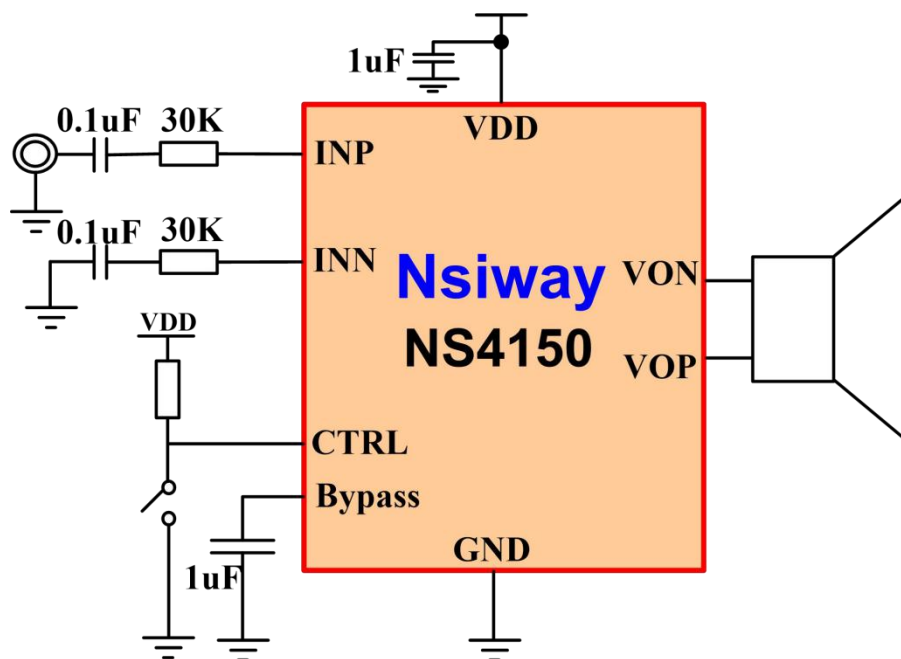 1uF
VDD
0.1uF 30K
INP
0.1uF 30K
INN
Nsiway
NS4150
VON
VOP
VDD
CTRL
Bypass
1uF
GND